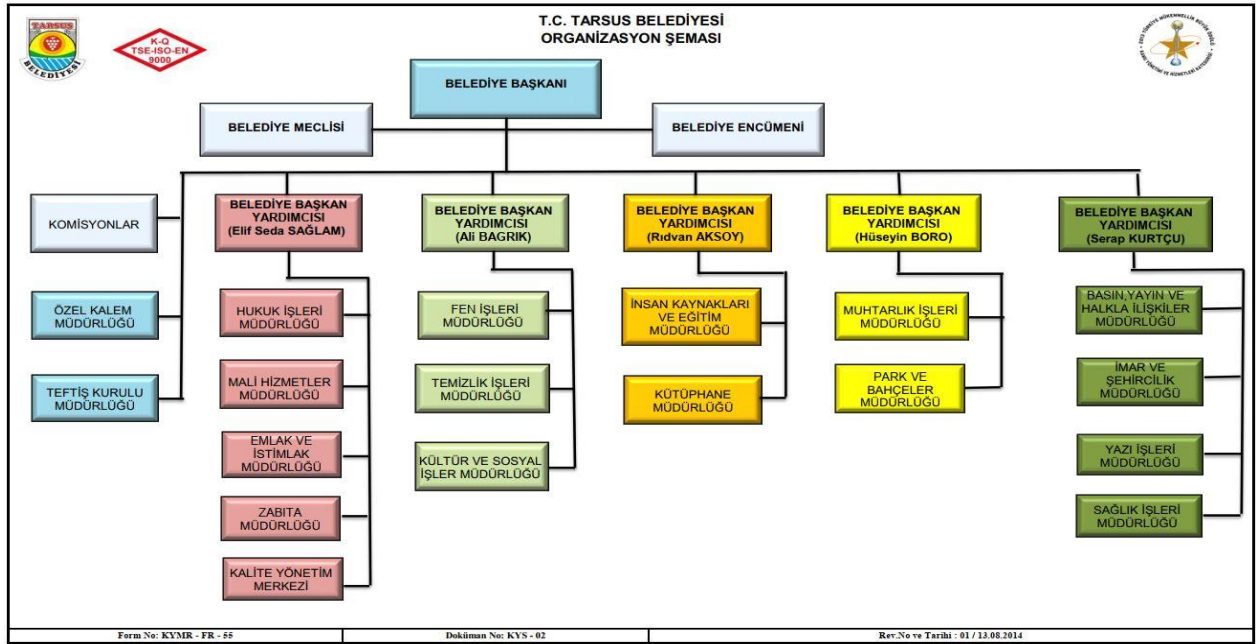 T.C. TARSUS BELEDİYESİ
ORGANİZASYON ŞEMASI
TARSUS
BELEDİYESİ
K-Q
TSE-ISO-EN
9000
BELEDİYE BAŞKANI
BELEDİYE MECLİSİ
BELEDİYE ENCÜMENİ
KOMİSYONLAR
ÖZEL KALEM
MÜDÜRLÜĞÜ
TEFTİŞ KURULU
MÜDÜRLÜĞÜ
BELEDİYE BAŞKAN
YARDIMCISI
(Elif Seda SAĞLAM)
HUKUK İŞLERİ
MÜDÜRLÜĞÜ
MALİ HİZMETLER
MÜDÜRLÜĞÜ
EMLAK VE
İSTİMLAK
MÜDÜRLÜĞÜ
ZABITA
MÜDÜRLÜĞÜ
KALİTE YÖNETİM
MERKEZİ
BELEDİYE BAŞKAN
YARDIMCISI
(Ali BAGRIK)
FEN İŞLERİ
MÜDÜRLÜĞÜ
TEMİZLİK İŞLERİ
MÜDÜRLÜĞÜ
KÜLTÜR VE SOSYAL
İŞLER MÜDÜRLÜĞÜ
BELEDİYE BAŞKAN
YARDIMCISI
(Rıdvan AKSOY)
İNSAN KAYNAKLARI
VE EĞİTİM
MÜDÜRLÜĞÜ
KÜTÜPHANE
MÜDÜRLÜĞÜ
BELEDİYE BAŞKAN
YARDIMCISI
(Hüseyin BORO)
MUHTARLIK İŞLERİ
MÜDÜRLÜĞÜ
PARK VE
BAHÇELER
MÜDÜRLÜĞÜ
BELEDİYE BAŞKAN
YARDIMCISI
(Serap KURTÇU)
BASIN,YAYIN VE
HALKLA İLİŞKİLER
MÜDÜRLÜĞÜ
İMAR VE
ŞEHİRCİLİK
MÜDÜRLÜĞÜ
YAZI İŞLERİ
MÜDÜRLÜĞÜ
SAĞLIK İŞLERİ
MÜDÜRLÜĞÜ
Form No: KYMR - FR - 55
Doküman No: KYS - 02
Rev.No ve Tarihi : 01 / 13.08.2014